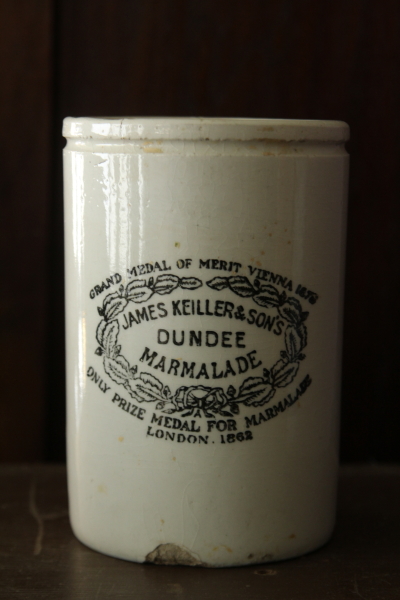 GRAND MEDAL OF MERIT VIENNA 1873
JAMES KEILLER & SON'S
DUNDEE
MARMALADE
ONLY PRIZE MEDAL FOR MARMALADE
LONDON. 1862